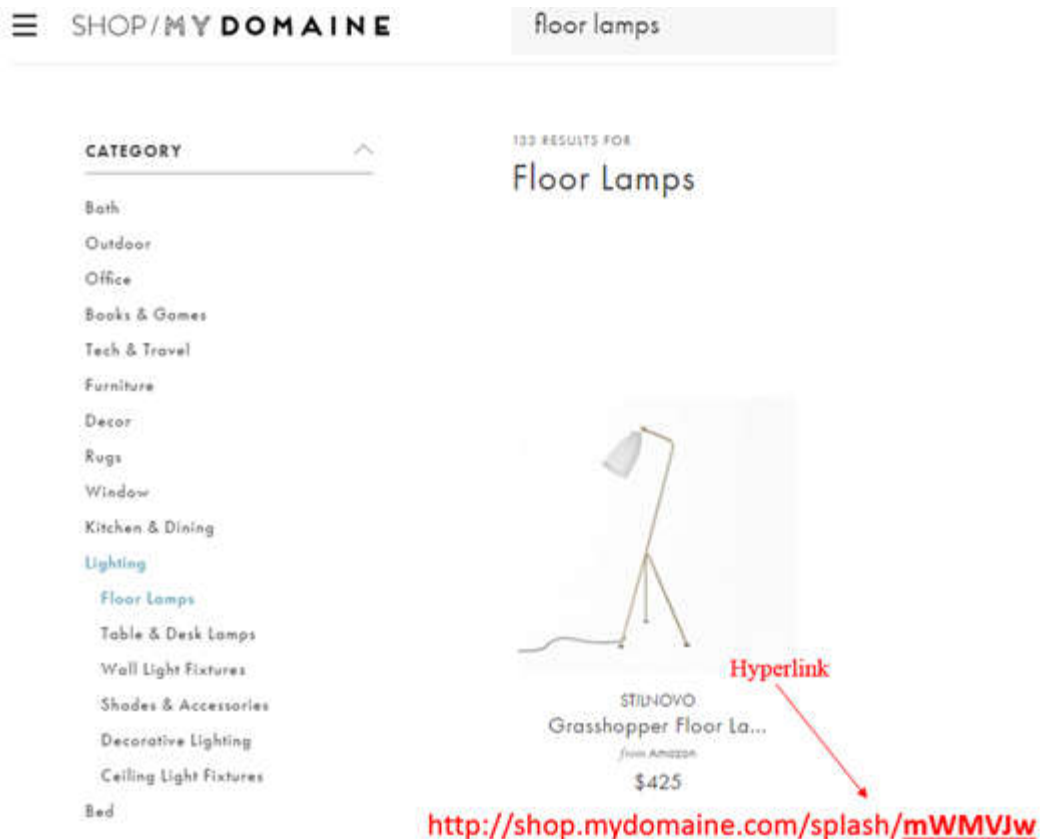 SHOP/MY DOMAINE
floor lamps
CATEGORY
Bath
Outdoor
Office
Books & Games
Tech & Travel
Furniture
Decor
Rugs
Window
Kitchen & Dining
Lighting
Floor Lamps
Table & Desk Lamps
Wall Light Fixtures
Shades & Accessories
Decorative Lighting
Ceiling Light Fixtures
Bed
133 RESULTS FOR
Floor Lamps
Hyperlink
STILNOVO
Grasshopper Floor La...
from Amazon
$425
http://shop.mydomaine.com/splash/mWMVJw